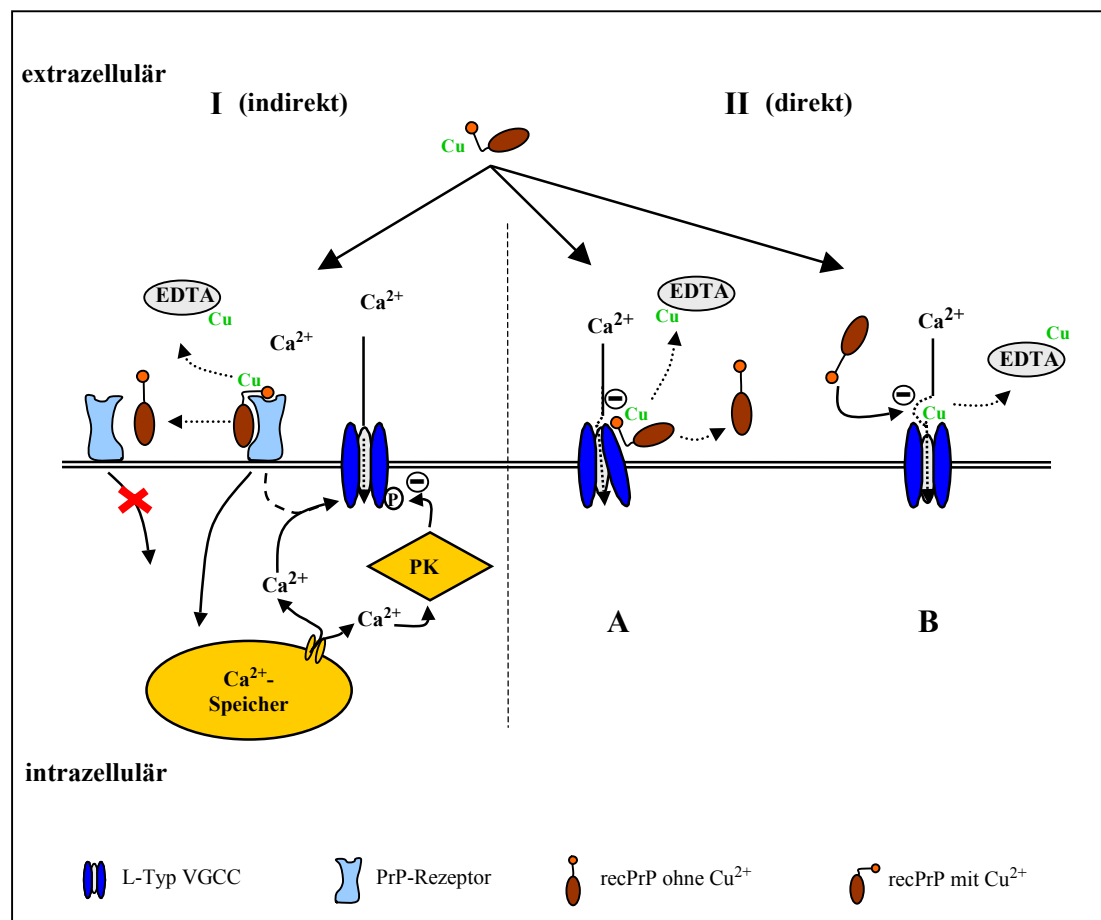 extrazellulär
I (indirekt)
II (direkt)
Cu
EDTA
Cu
Ca²⁺
Ca²⁺
Cu
Ca²⁺
EDTA
Cu
Cu
Ca²⁺
Cu
EDTA
Cu
P
PK
Ca²⁺
Ca²⁺
A
B
Ca²⁺-
Speicher
intrazellulär
L-Typ VGCC
PrP-Rezeptor
recPrP ohne Cu²⁺
recPrP mit Cu²⁺